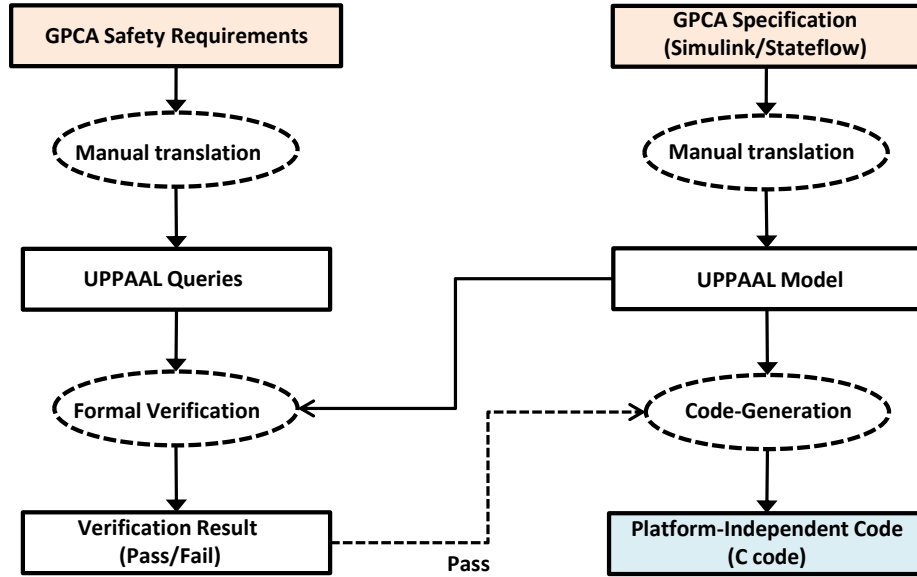 GPCA Safety Requirements
GPCA Specification
(Simulink/Stateflow)
Manual translation
Manual translation
UPPAAL Queries
UPPAAL Model
Formal Verification
Code-Generation
Verification Result
(Pass/Fail)
Pass
Platform-Independent Code
(C code)